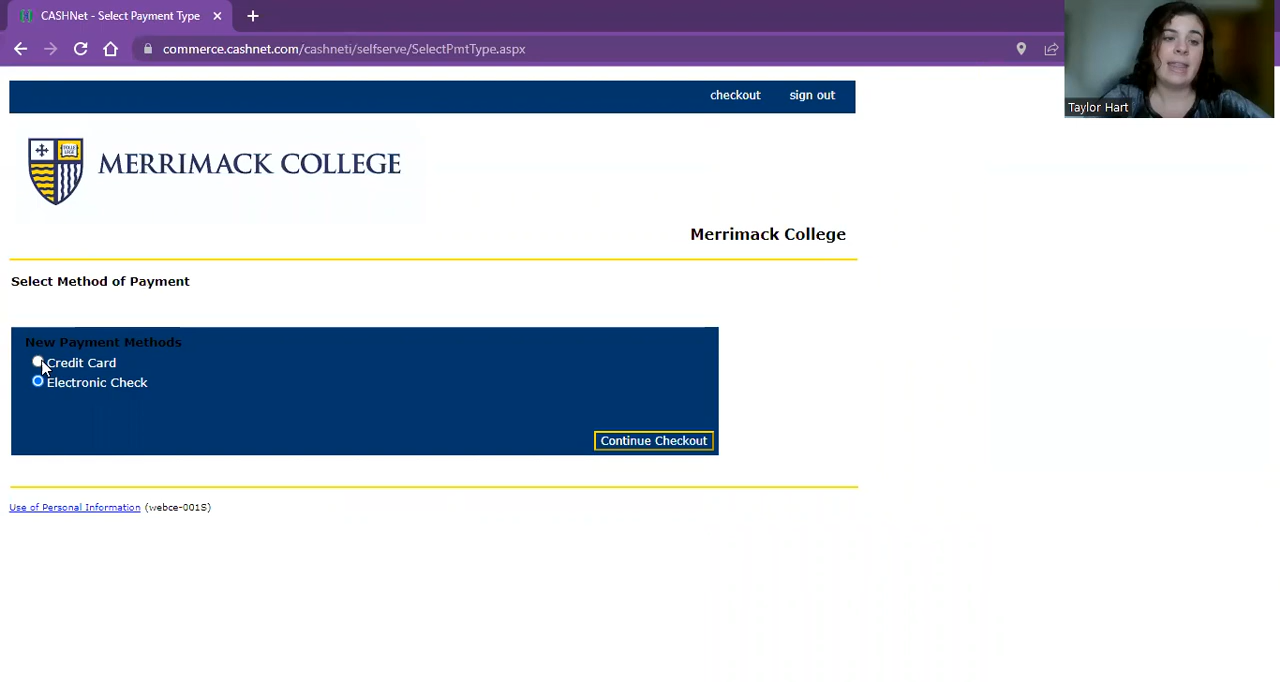 CASHNet - Select Payment Type
commerce.cashnet.com/cashneti/selfserve/SelectPmtType.aspx
Taylor Hart
checkout sign out
MERRIMACK COLLEGE
Merrimack College
Select Method of Payment
New Payment Methods
Credit Card
Electronic Check
Continue Checkout
Use of Personal Information (webce-001S)